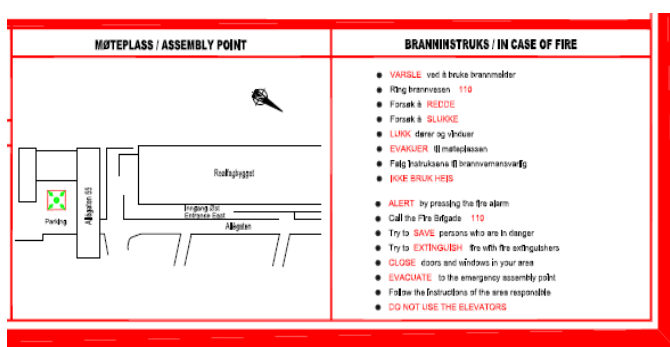 MØTEPLASS / ASSEMBLY POINT
Realfagbygget
Inngang Øst
Entrance East
Allégaten
Allégaten 55
Parking
BRANNINSTRUKS / IN CASE OF FIRE
VARSLE ved å bruke brannmelder
Ring brannvesen 110
Forsøk å REDDE
Forsøk å SLUKKE
LUKK dører og vinduer
EVAKUER til møteplassen
Følg instruksene til brannvernansvarlig
IKKE BRUK HEIS
ALERT by pressing the fire alarm
Call the Fire Brigade 110
Try to SAVE persons who are in danger
Try to EXTINGUISH fire with fire extinguishers
CLOSE doors and windows in your area
EVACUATE to the emergency assembly point
Follow the instructions of the area responsible
DO NOT USE THE ELEVATORS